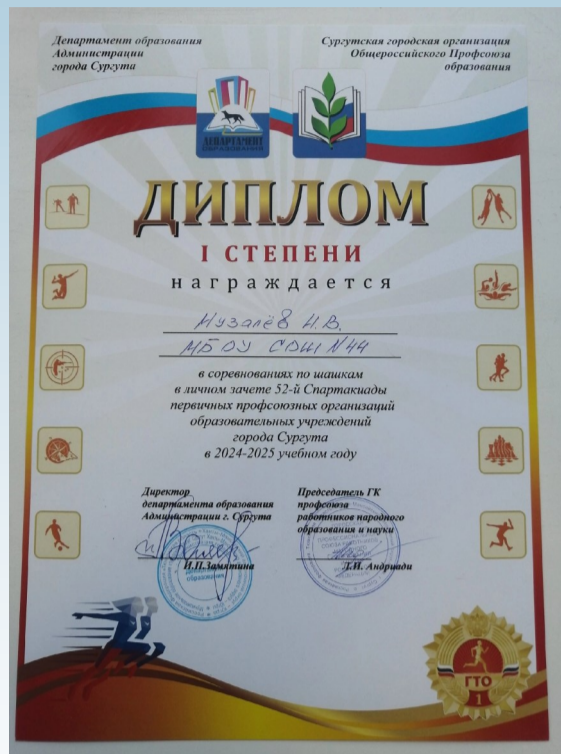 Департамент образования
Администрации
города Сургута
Сургутская городская организация
Общероссийского Профсоюза
образования
ДЕПАРТАМЕНТ
ОБРАЗОВАНИЯ
ДИПЛОМ
I СТЕПЕНИ
награждается
Музалёв И.В.
МБОУ СОШ №44
в соревнованиях по шашкам
в личном зачете 52-й Спартакиады
первичных профсоюзных организаций
образовательных учреждений
города Сургута
в 2024-2025 учебном году
Директор
департамента образования
Администрации г. Сургута
И.П.Замятина
Председатель ГК
профсоюза
работников народного
образования и науки
Д.И. Андриади
ГТО
1